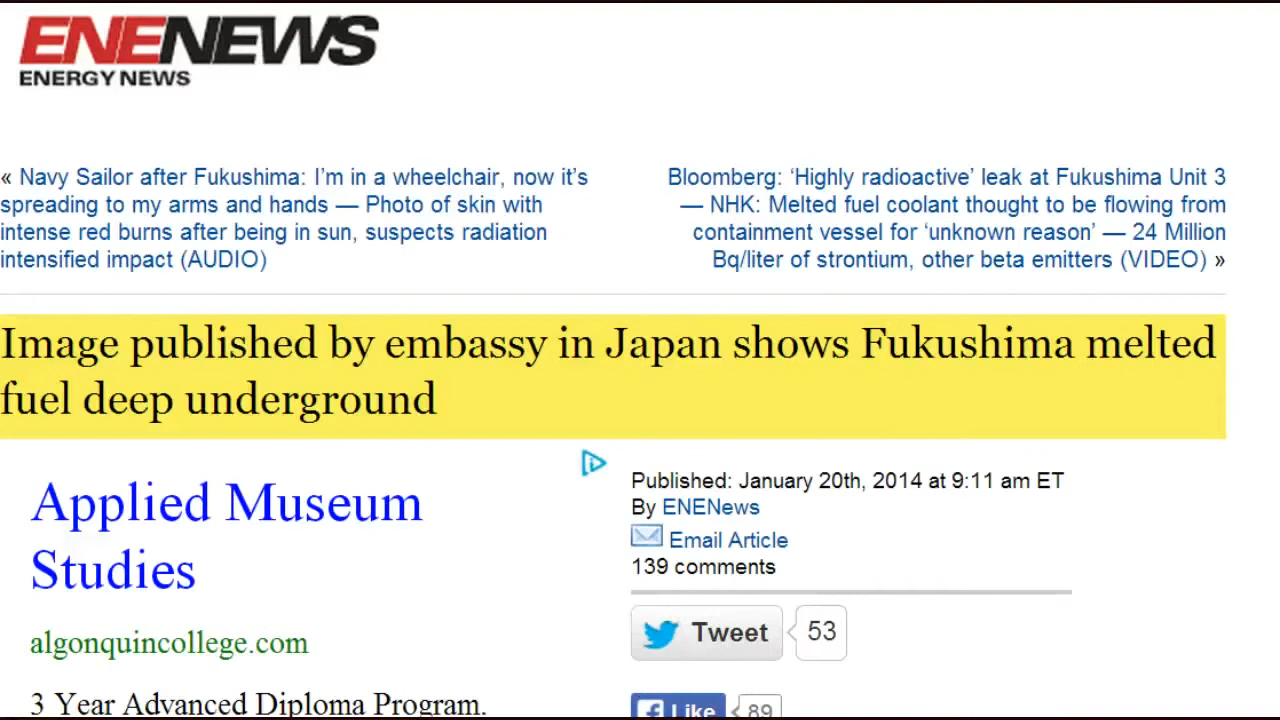 ENENEWS
ENERGY NEWS
« Navy Sailor after Fukushima: I’m in a wheelchair, now it’s
spreading to my arms and hands — Photo of skin with
intense red burns after being in sun, suspects radiation
intensified impact (AUDIO)
Bloomberg: ‘Highly radioactive’ leak at Fukushima Unit 3
— NHK: Melted fuel coolant thought to be flowing from
containment vessel for ‘unknown reason’ — 24 Million
Bq/liter of strontium, other beta emitters (VIDEO) »
Image published by embassy in Japan shows Fukushima melted
fuel deep underground
Applied Museum
Studies
algonquincollege.com
3 Year Advanced Diploma Program.
Published: January 20th, 2014 at 9:11 am ET
By ENENews
Email Article
139 comments
Tweet 53
Like 89